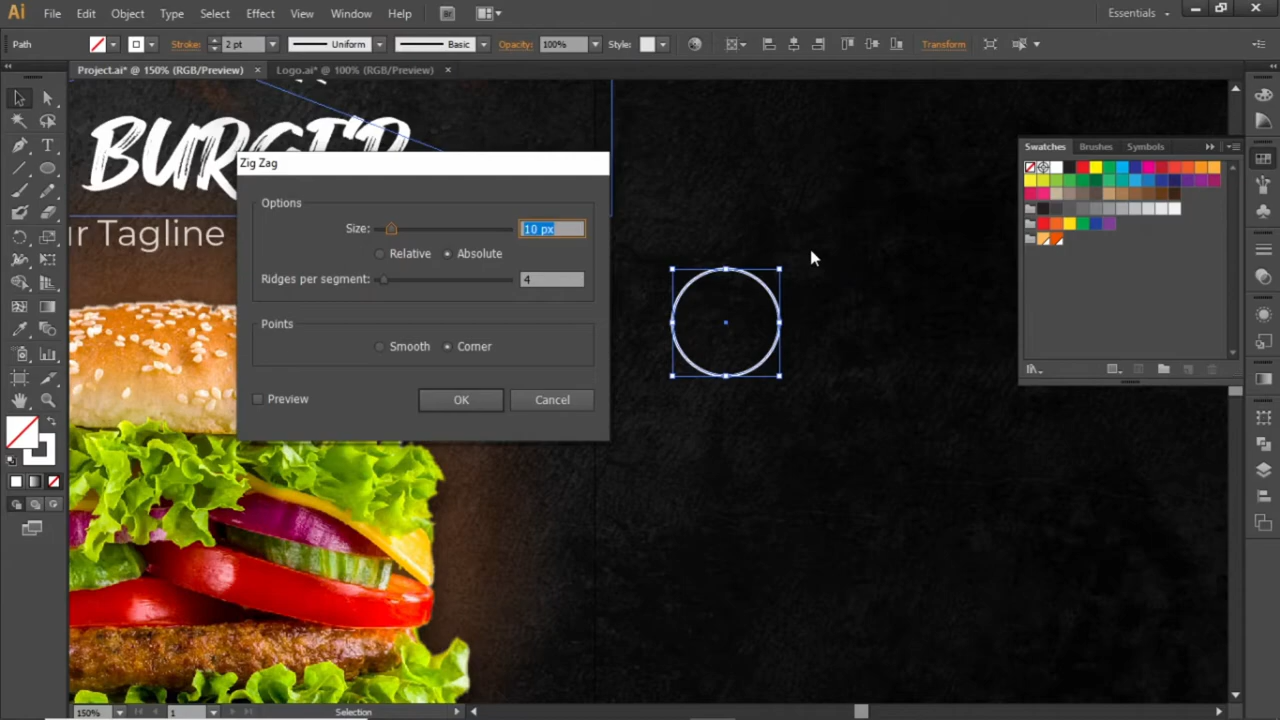 Ai File Edit Object Type Select Effect View Window Help Br Essentials
Path Stroke: 2 pt Uniform Basic Opacity: 100% Style: Transform
Project.ai* @ 150% (RGB/Preview) × Logo.ai* @ 100% (RGB/Preview) ×
BURGER
ur Tagline
Zig Zag
Options
Size: 10 px
Relative Absolute
Ridges per segment: 4
Points
Smooth Corner
Preview OK Cancel
Swatches Brushes Symbols
150% 1 Selection